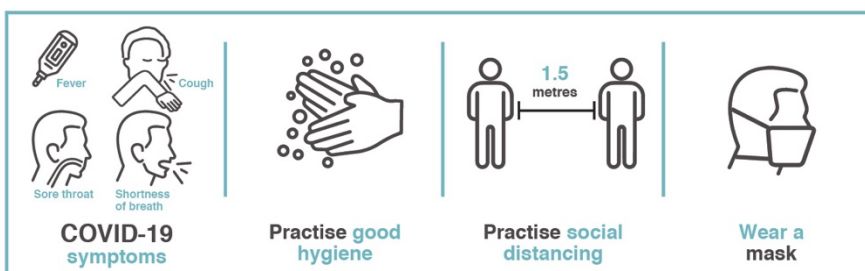 Fever
Cough
Sore throat
Shortness
of breath
COVID-19
symptoms
Practise good
hygiene
1.5
metres
Practise social
distancing
Wear a
mask